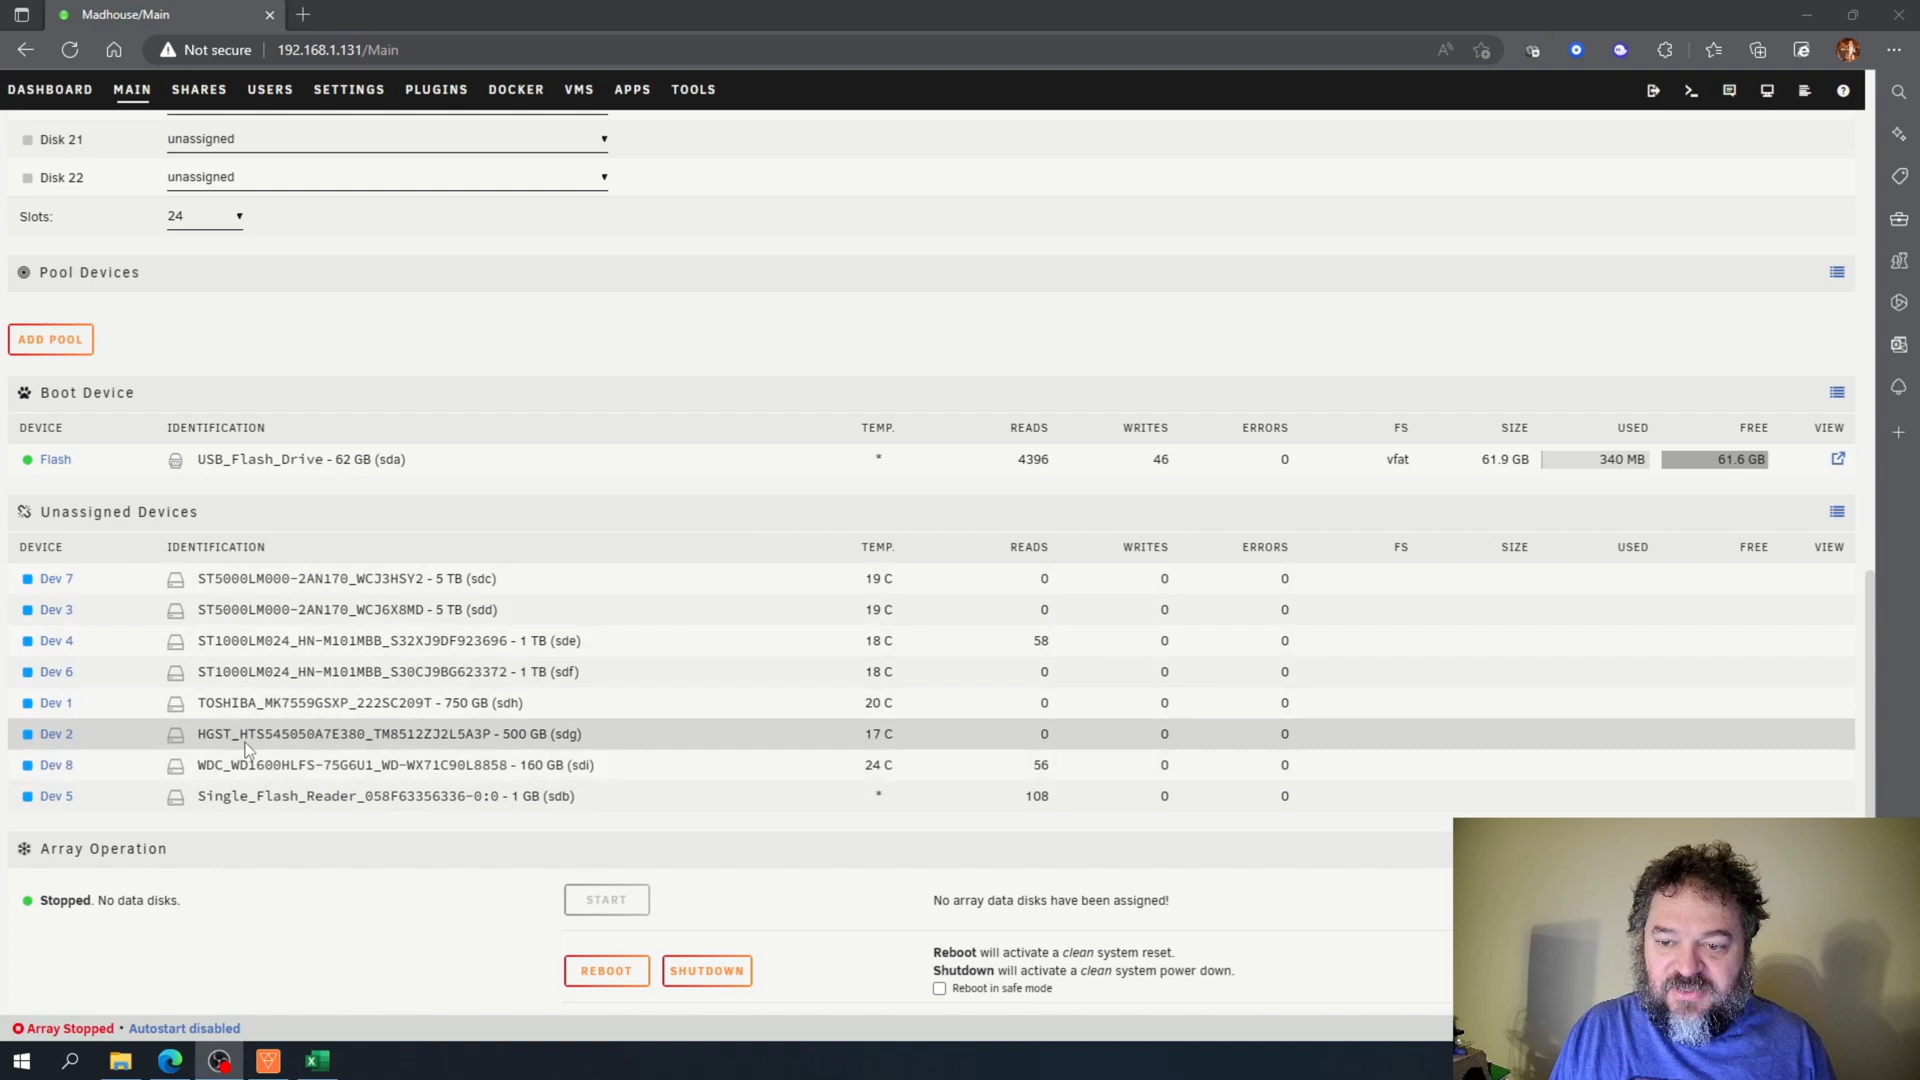 Madhouse/Main
Not secure 192.168.1.131/Main
DASHBOARD MAIN SHARES USERS SETTINGS PLUGINS DOCKER VMS APPS TOOLS
Disk 21 unassigned
Disk 22 unassigned
Slots: 24
Pool Devices
ADD POOL
Boot Device
DEVICE IDENTIFICATION TEMP. READS WRITES ERRORS FS SIZE USED FREE VIEW
Flash USB_Flash_Drive - 62 GB (sda) * 4396 46 0 vfat 61.9 GB 340 MB 61.6 GB
Unassigned Devices
DEVICE IDENTIFICATION TEMP. READS WRITES ERRORS FS SIZE USED FREE VIEW
Dev 7 ST5000LM000-2AN170_WCJ3HSY2 - 5 TB (sdc) 19 C 0 0 0
Dev 3 ST5000LM000-2AN170_WCJ6X8MD - 5 TB (sdd) 19 C 0 0 0
Dev 4 ST1000LM024_HN-M101MBB_S32XJ9DF923696 - 1 TB (sde) 18 C 58 0 0
Dev 6 ST1000LM024_HN-M101MBB_S30CJ9BG623372 - 1 TB (sdf) 18 C 0 0 0
Dev 1 TOSHIBA_MK7559GSXP_222SC209T - 750 GB (sdh) 20 C 0 0 0
Dev 2 HGST_HTS545050A7E380_TM8512ZJ2L5A3P - 500 GB (sdg) 17 C 0 0 0
Dev 8 WDC_WD1600HLFS-75G6U1_WD-WX71C90L8858 - 160 GB (sdi) 24 C 56 0 0
Dev 5 Single_Flash_Reader_058F63356336-0:0 - 1 GB (sdb) * 108 0 0
Array Operation
Stopped. No data disks. START No array data disks have been assigned!
REBOOT SHUTDOWN
Reboot will activate a clean system reset.
Shutdown will activate a clean system power down.
Reboot in safe mode
Array Stopped • Autostart disabled